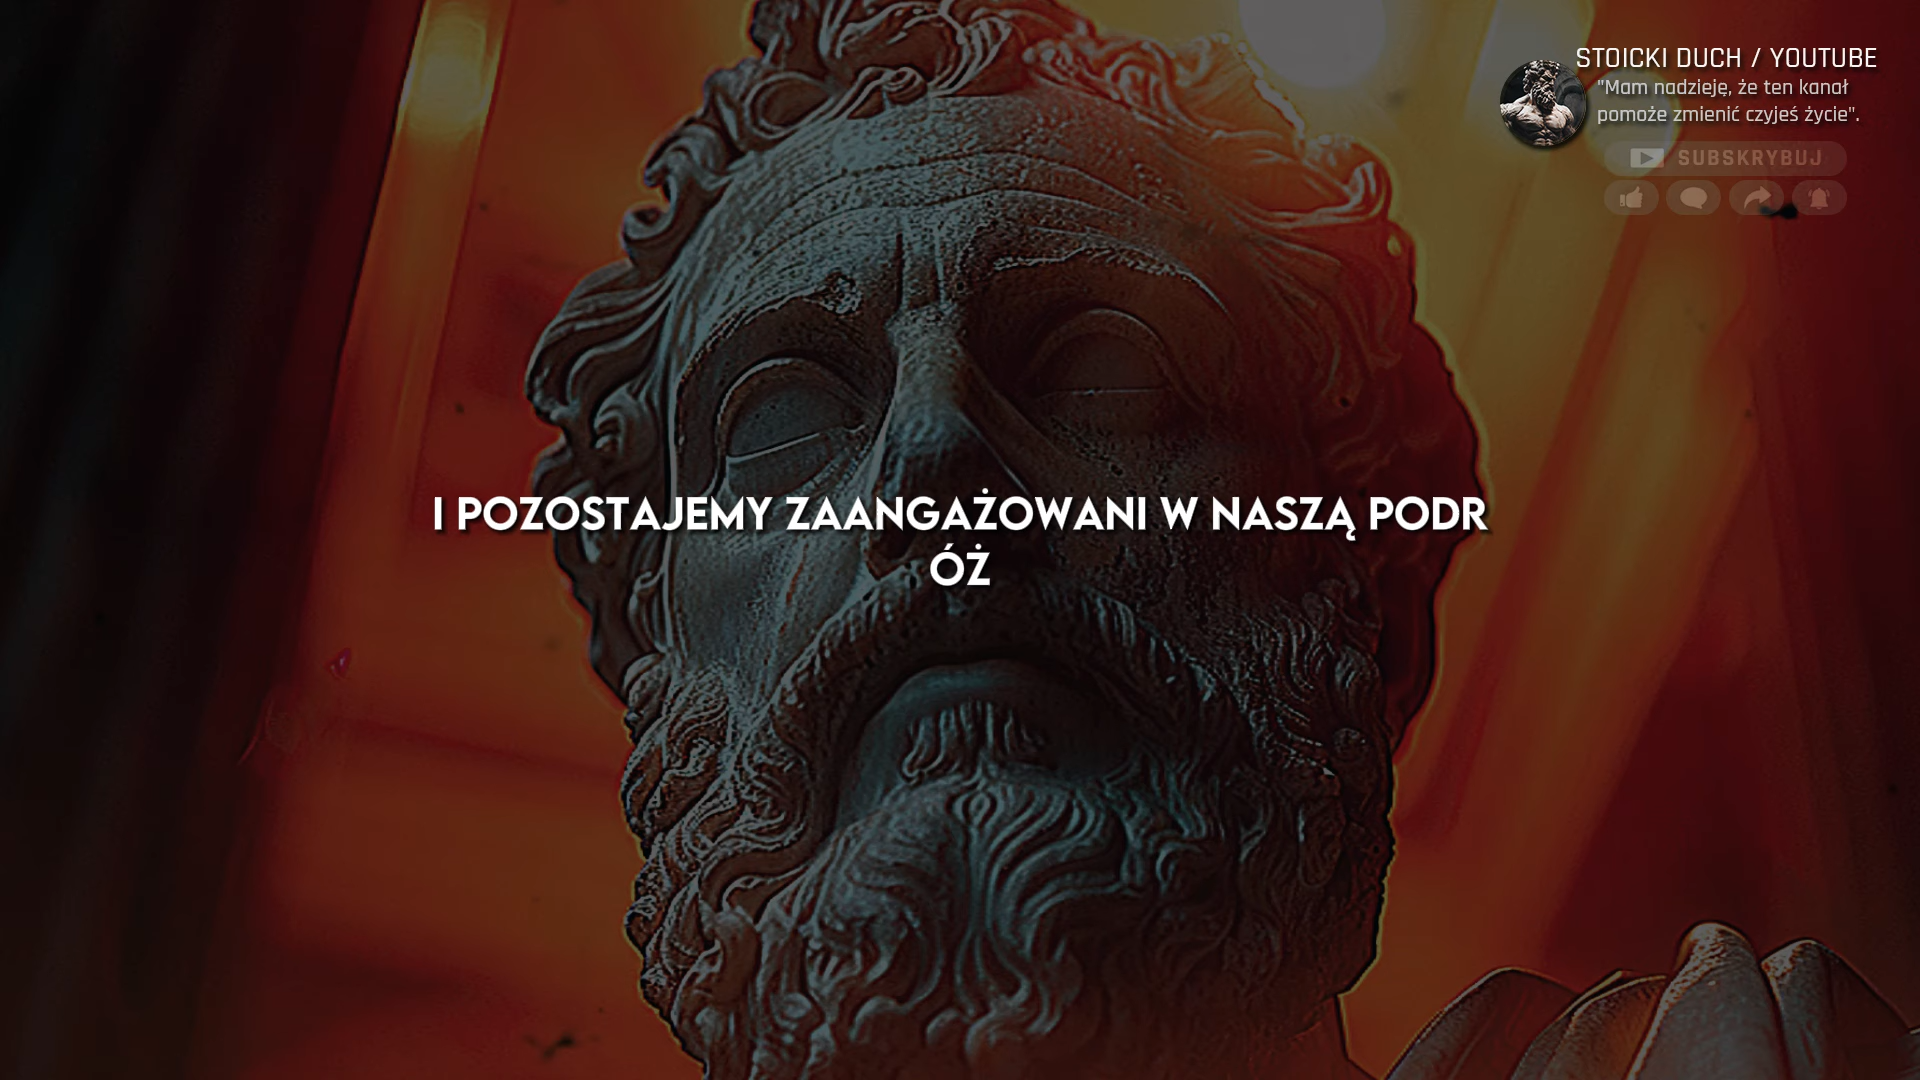 STOICKI DUCH / YOUTUBE
"Mam nadzieję, że ten kanał
pomoże zmienić czyjeś życie".
SUBSKRYBUJ
I POZOSTAJEMY ZAANGAŻOWANI W NASZĄ PODR
ÓŻ